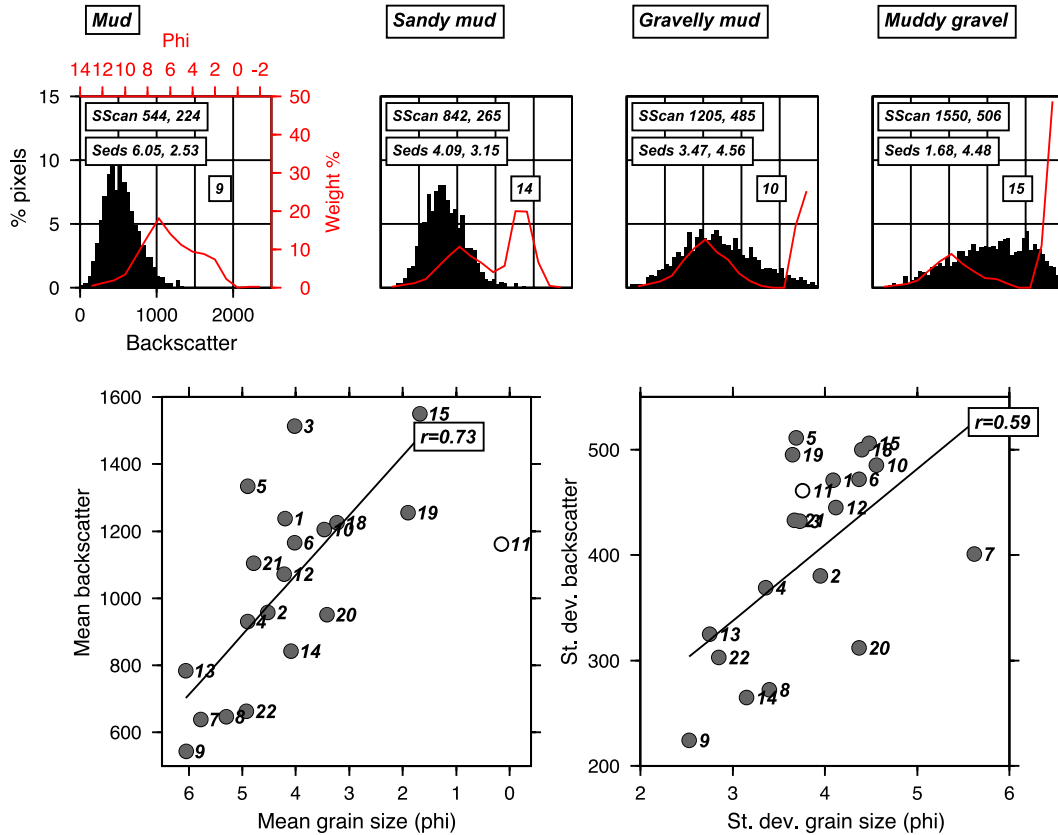 Mud
Sandy mud
Gravelly mud
Muddy gravel
Phi
14 12 10 8 6 4 2 0 -2
15 10 5 0
% pixels
SScan 544, 224
Seds 6.05, 2.53
9
50 40 30 20 10 0
Weight %
0 1000 2000
Backscatter
SScan 842, 265
Seds 4.09, 3.15
14
SScan 1205, 485
Seds 3.47, 4.56
10
SScan 1550, 506
Seds 1.68, 4.48
15
1600 1400 1200 1000 800 600
Mean backscatter
r=0.73
15
3
5
1
18
10
19
6
11
21
12
2
4
20
14
13
22
8
7
9
6 5 4 3 2 1 0
Mean grain size (phi)
500 400 300 200
St. dev. backscatter
r=0.59
5
15
18
19
10
1
6
11
12
21
3
7
2
4
13
20
22
8
14
9
2 3 4 5 6
St. dev. grain size (phi)